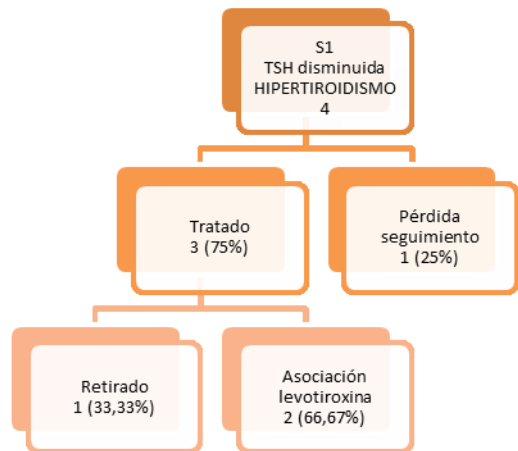 S1
TSH disminuida
HIPERTIROIDISMO
4
Tratado
3 (75%)
Pérdida
seguimiento
1 (25%)
Retirado
1 (33,33%)
Asociación
levotiroxina
2 (66,67%)